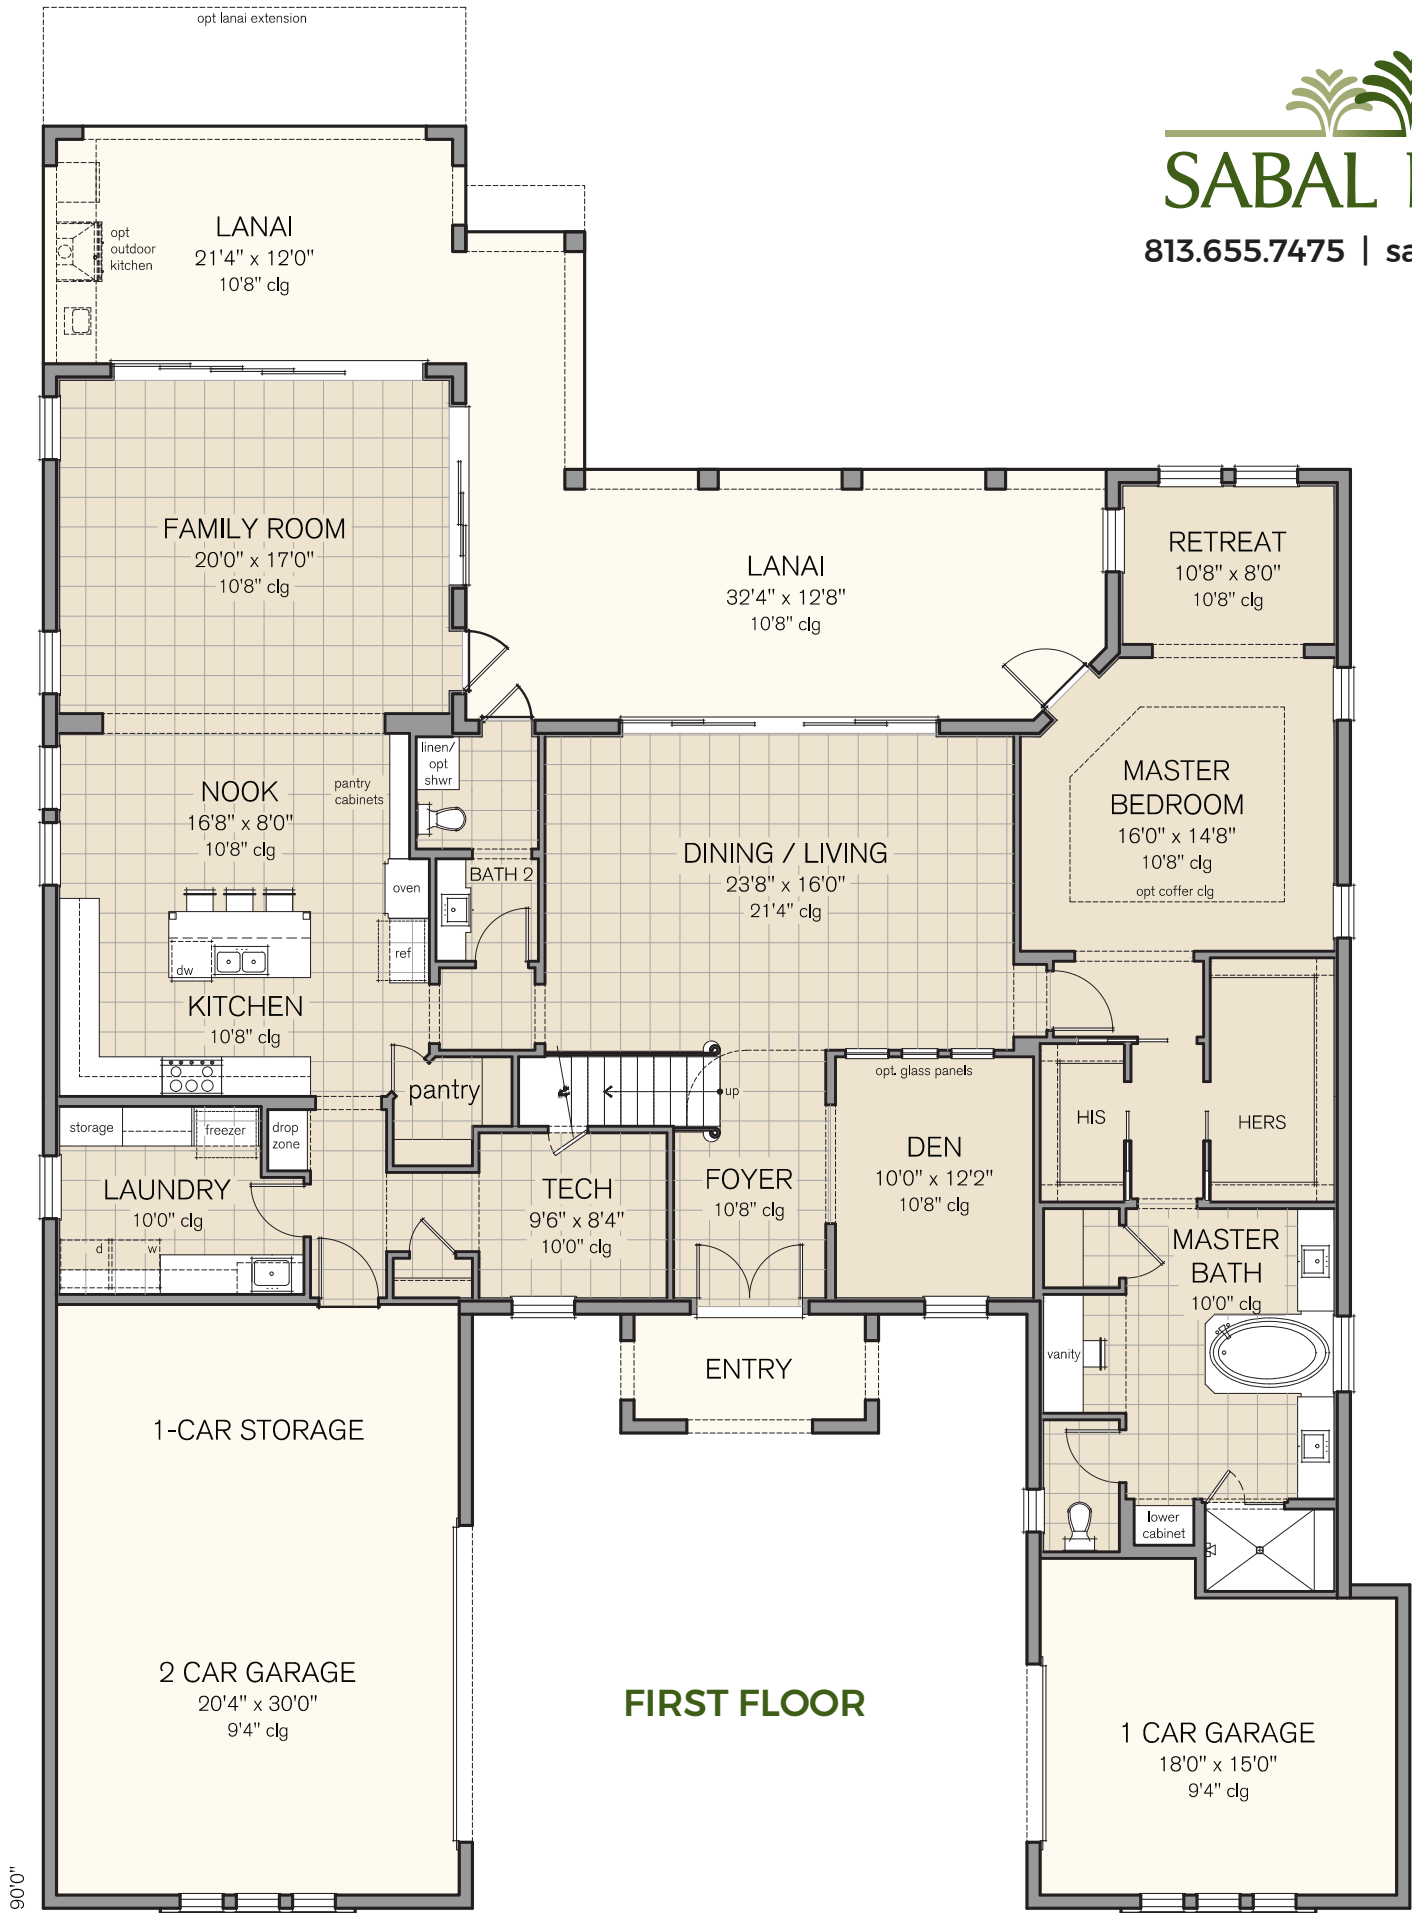 opt lanai extension
SABAL
813.655.7475 | sa
LANAI
21'4" x 12'0"
10'8" clg
opt
outdoor
kitchen
FAMILY ROOM
20'0" x 17'0"
10'8" clg
LANAI
32'4" x 12'8"
10'8" clg
RETREAT
10'8" x 8'0"
10'8" clg
NOOK
16'8" x 8'0"
10'8" clg
pantry
cabinets
linen/
opt
shwr
MASTER
BEDROOM
16'0" x 14'8"
10'8" clg
opt coffer clg
DINING / LIVING
23'8" x 16'0"
21'4" clg
BATH 2
oven
ref
dw
KITCHEN
10'8" clg
pantry
up
opt. glass panels
HIS
HERS
storage
freezer
drop
zone
LAUNDRY
10'0" clg
d
w
TECH
9'6" x 8'4"
10'0" clg
FOYER
10'8" clg
DEN
10'0" x 12'2"
10'8" clg
MASTER
BATH
10'0" clg
vanity
ENTRY
1-CAR STORAGE
lower
cabinet
2 CAR GARAGE
20'4" x 30'0"
9'4" clg
FIRST FLOOR
1 CAR GARAGE
18'0" x 15'0"
9'4" clg
90'0"